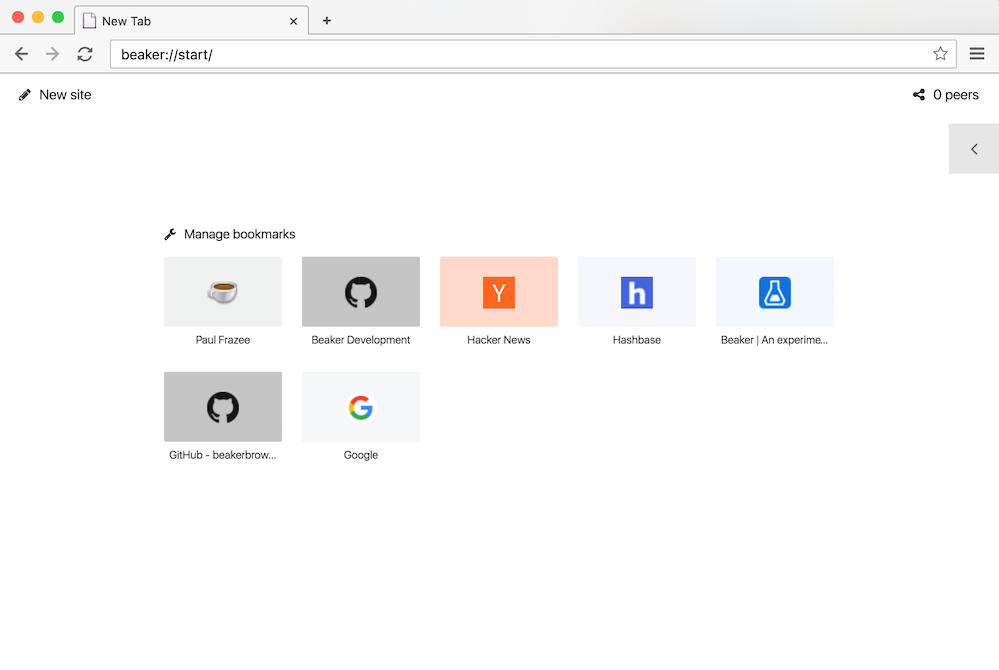 New Tab
beaker://start/
New site
0 peers
Manage bookmarks
Y
h
Paul Frazee
Beaker Development
Hacker News
Hashbase
Beaker | An experime...
G
GitHub - beakerbrow...
Google